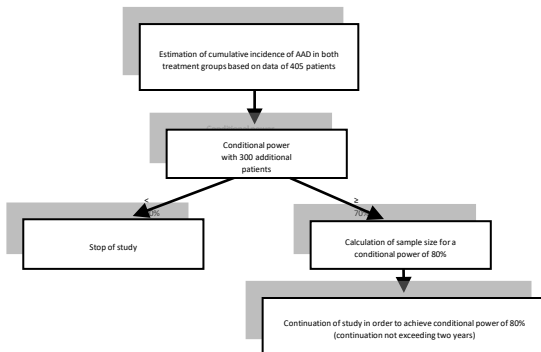 Estimation of cumulative incidence of AAD in both
treatment groups based on data of 405 patients
Conditional power
with 300 additional
patients
<
≥
70%
Stop of study
Calculation of sample size for a
conditional power of 80%
Continuation of study in order to achieve conditional power of 80%
(continuation not exceeding two years)